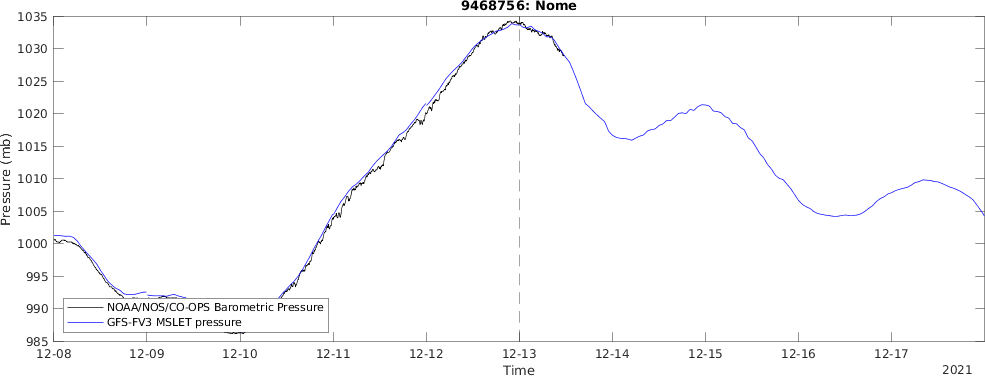 9468756: Nome
1035
1030
1025
1020
1015
1010
1005
1000
995
990
985
Pressure (mb)
NOAA/NOS/CO-OPS Barometric Pressure
GFS-FV3 MSLET pressure
12-08 12-09 12-10 12-11 12-12 12-13 12-14 12-15 12-16 12-17
Time
2021